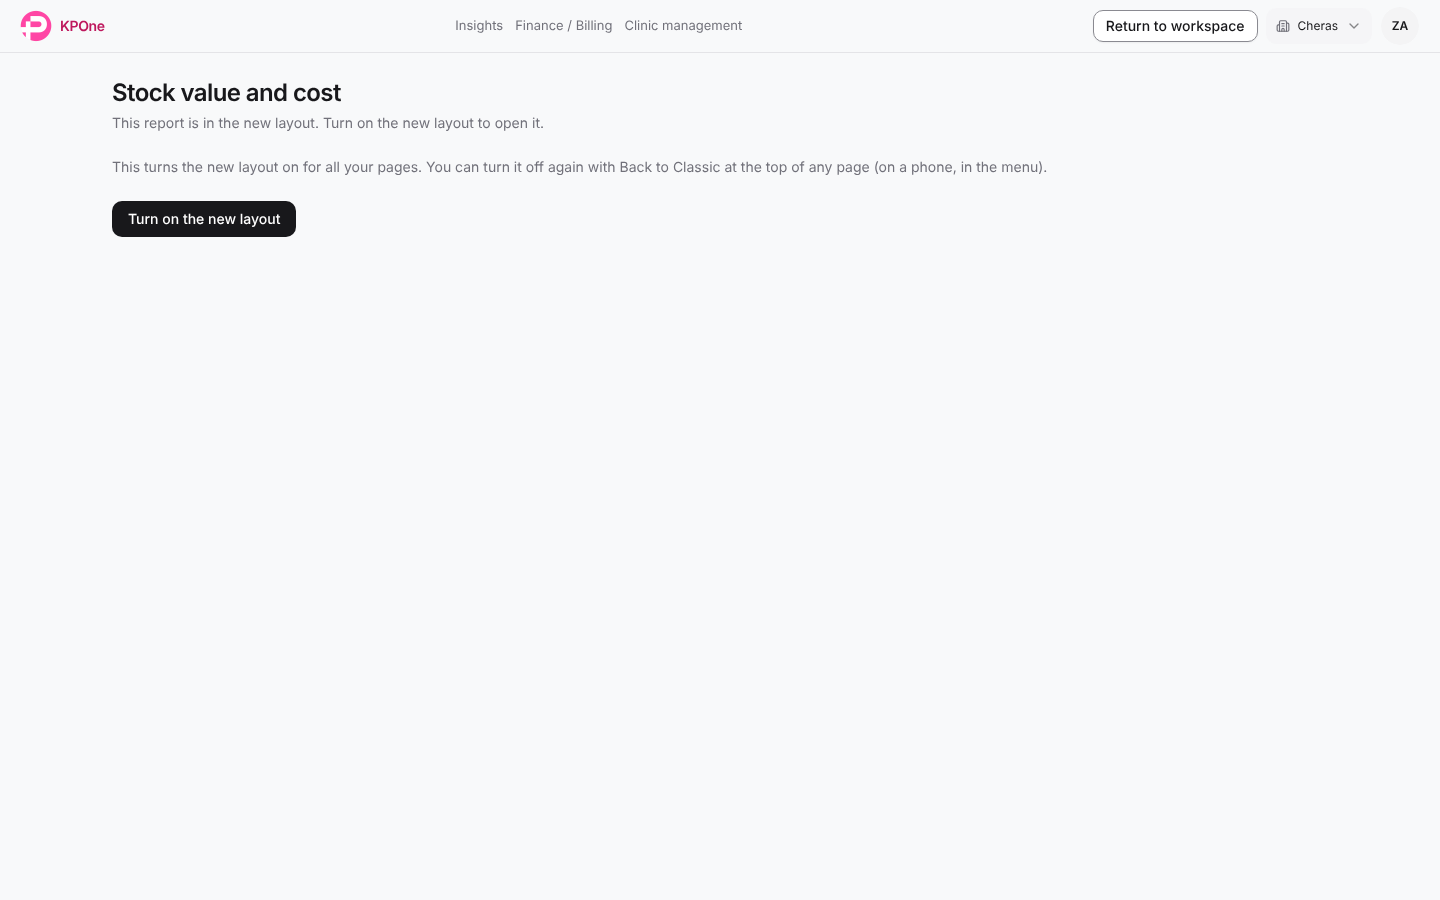 KPOne
Insights
Finance / Billing
Clinic management
Return to workspace
Cheras
ZA
Stock value and cost
This report is in the new layout. Turn on the new layout to open it.
This turns the new layout on for all your pages. You can turn it off again with Back to Classic at the top of any page (on a phone, in the menu).
Turn on the new layout